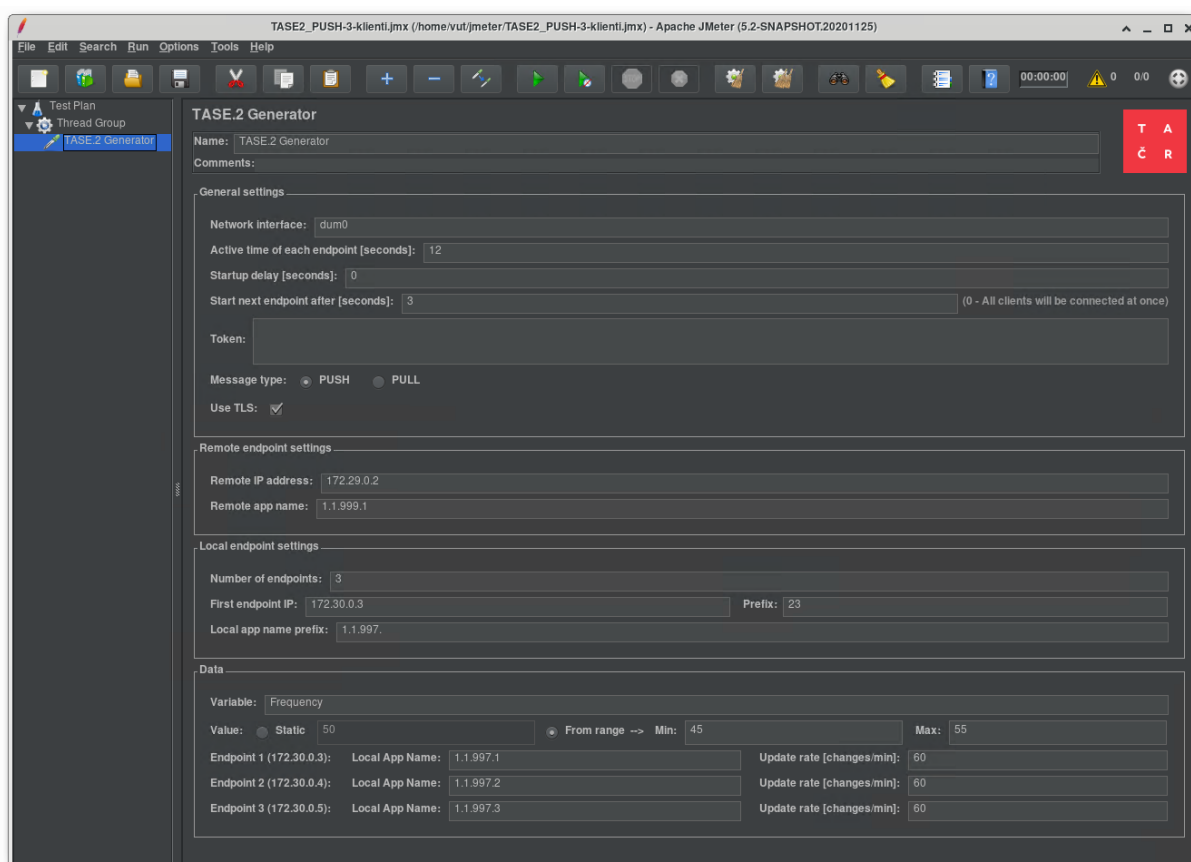 TASE2_PUSH-3-klienti.jmx (/home/vut/jmeter/TASE2_PUSH-3-klienti.jmx) - Apache JMeter (5.2-SNAPSHOT.20201125)
File Edit Search Run Options Tools Help
00:00:00 0 0/0
Test Plan
Thread Group
TASE.2 Generator
TASE.2 Generator
Name: TASE.2 Generator
Comments:
T A
Č R
General settings
Network interface: dum0
Active time of each endpoint [seconds]: 12
Startup delay [seconds]: 0
Start next endpoint after [seconds]: 3 (0 - All clients will be connected at once)
Token:
Message type: PUSH PULL
Use TLS:
Remote endpoint settings
Remote IP address: 172.29.0.2
Remote app name: 1.1.999.1
Local endpoint settings
Number of endpoints: 3
First endpoint IP: 172.30.0.3 Prefix: 23
Local app name prefix: 1.1.997.
Data
Variable: Frequency
Value: Static 50 From range --> Min: 45 Max: 55
Endpoint 1 (172.30.0.3): Local App Name: 1.1.997.1 Update rate [changes/min]: 60
Endpoint 2 (172.30.0.4): Local App Name: 1.1.997.2 Update rate [changes/min]: 60
Endpoint 3 (172.30.0.5): Local App Name: 1.1.997.3 Update rate [changes/min]: 60